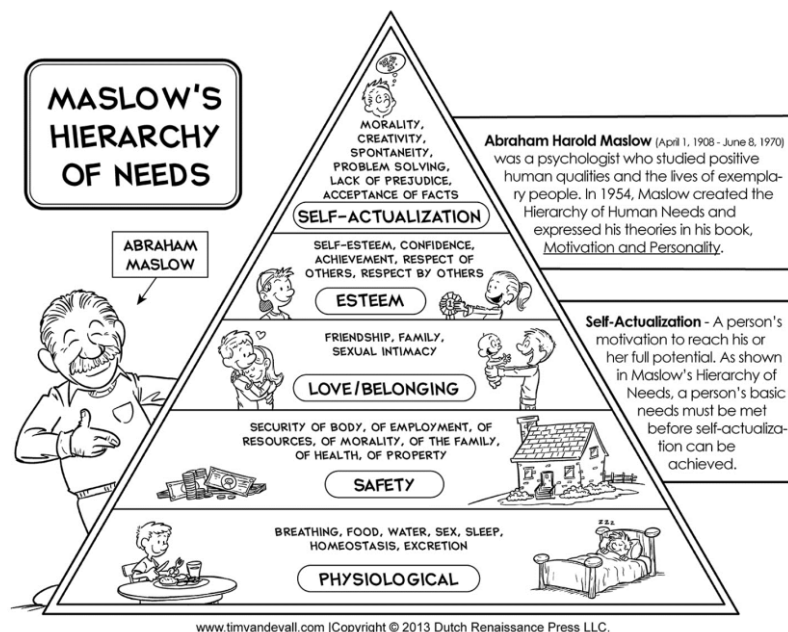 MASLOW'S
HIERARCHY
OF NEEDS
ABRAHAM
MASLOW
MORALITY,
CREATIVITY,
SPONTANEITY,
PROBLEM SOLVING,
LACK OF PREJUDICE,
ACCEPTANCE OF FACTS
SELF-ACTUALIZATION
SELF-ESTEEM, CONFIDENCE,
ACHIEVEMENT, RESPECT OF
OTHERS, RESPECT BY OTHERS
ESTEEM
FRIENDSHIP, FAMILY,
SEXUAL INTIMACY
LOVE/BELONGING
SECURITY OF BODY, OF EMPLOYMENT, OF
RESOURCES, OF MORALITY, OF THE FAMILY,
OF HEALTH, OF PROPERTY
SAFETY
BREATHING, FOOD, WATER, SEX, SLEEP,
HOMEOSTASIS, EXCRETION
PHYSIOLOGICAL
zzz
Abraham Harold Maslow (April 1, 1908 - June 8, 1970)
was a psychologist who studied positive
human qualities and the lives of exempla-
ry people. In 1954, Maslow created the
Hierarchy of Human Needs and
expressed his theories in his book,
Motivation and Personality.
Self-Actualization - A person's
motivation to reach his or
her full potential. As shown
in Maslow's Hierarchy of
Needs, a person's basic
needs must be met
before self-actualiza-
tion can be
achieved.
www.timvandevall.com |Copyright © 2013 Dutch Renaissance Press LLC.